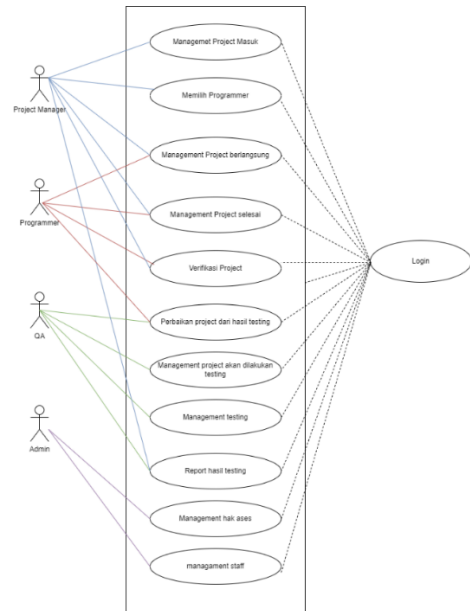 Managemet Project Masuk
Project Manager
Memilih Programmer
Management Project berlangsung
Programmer
Management Project selesai
Login
Verifikasi Project
QA
Perbaikan project dari hasil testing
Management project akan dilakukan
testing
Management testing
Admin
Report hasil testing
Management hak ases
managament staff